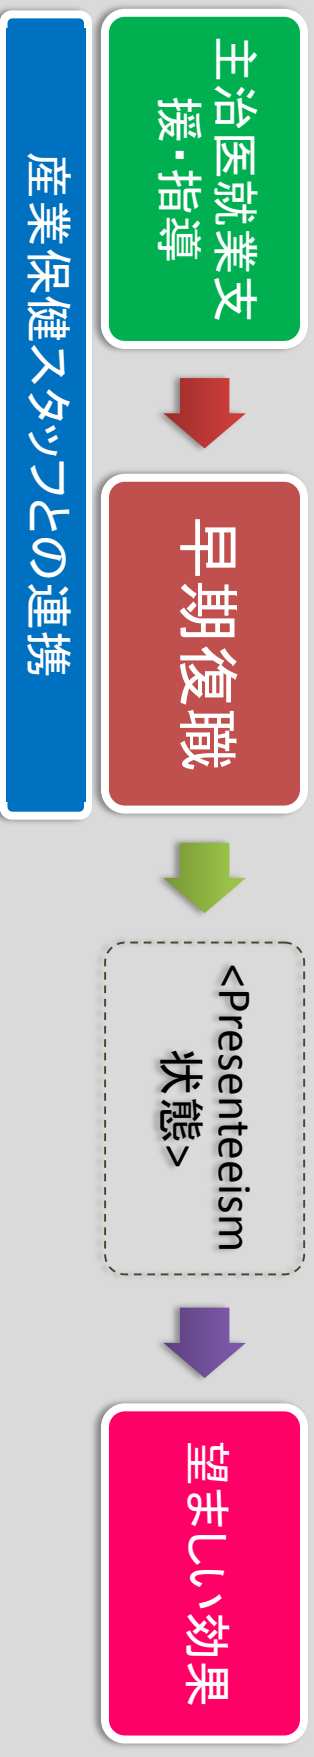 主治医就業支
援・指導
早期復職
<Presenteeism
状態>
望ましい効果
産業保健スタッフとの連携